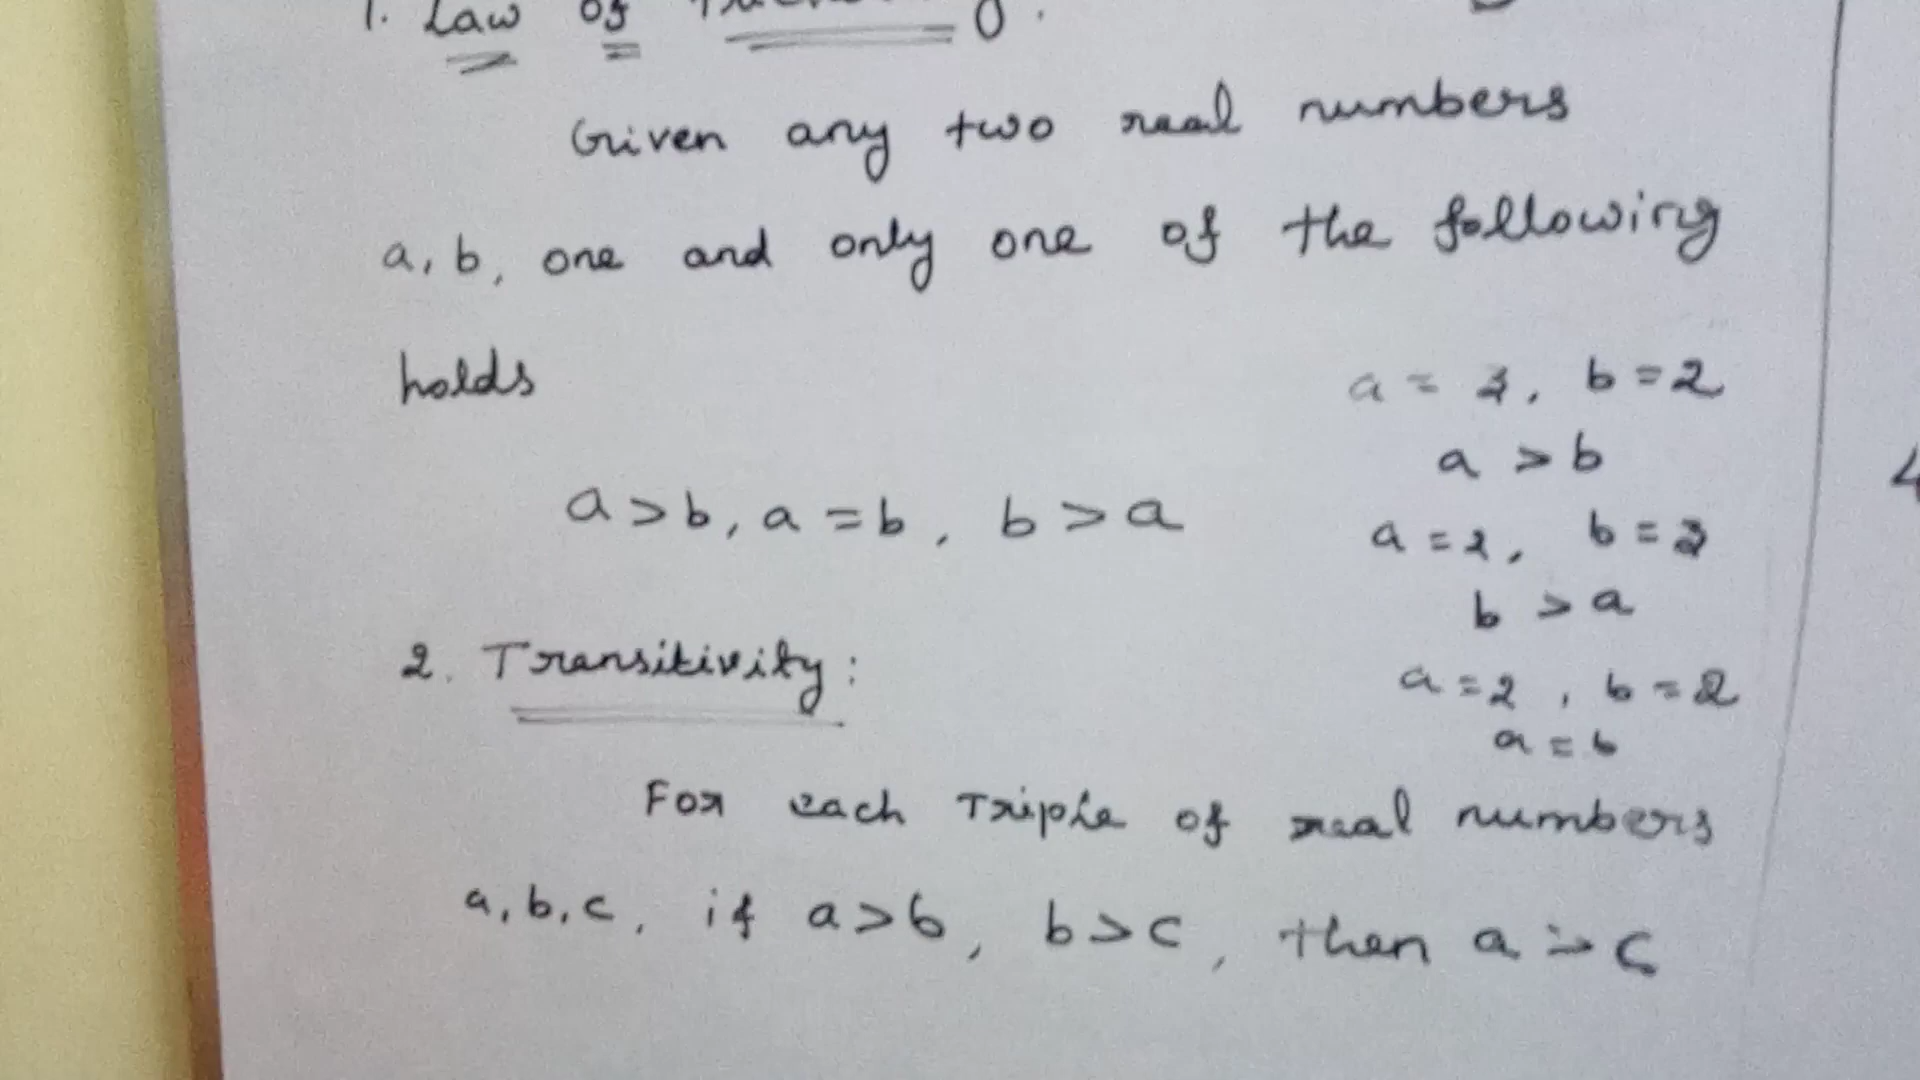 1. Law of
Given any two real numbers
a, b, one and only one of the following
holds
a = 3, b = 2
a > b
a > b, a = b, b > a
a = 2, b = 3
b > a
2. Transitivity:
a = 2, b = 2
a = b
For each Triple of real numbers
a, b, c, if a > b, b > c, then a > c